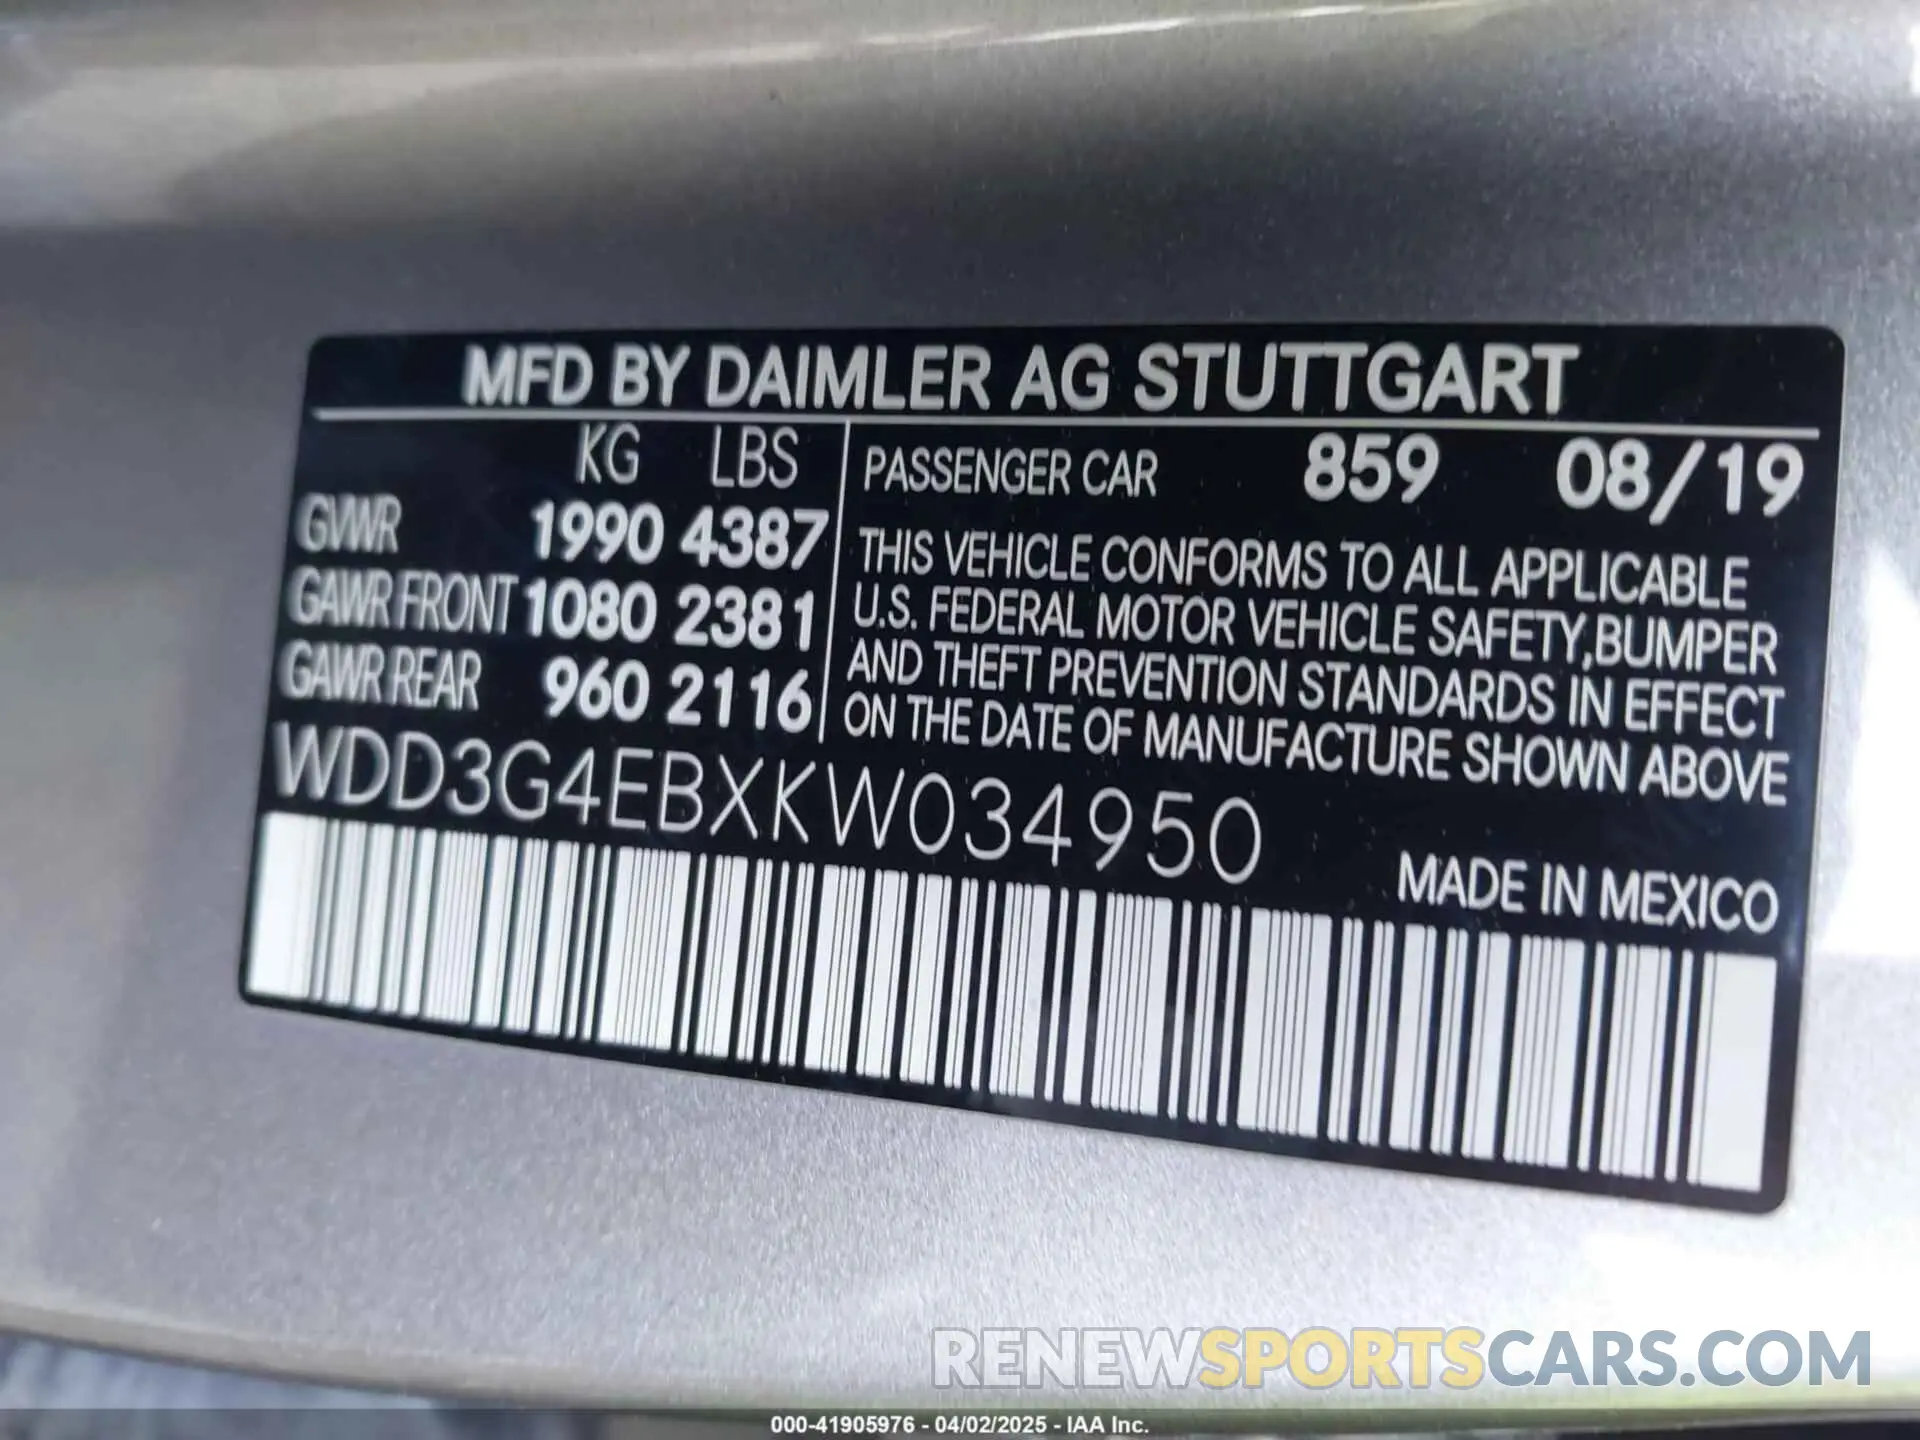 MFD BY DAIMLER AG STUTTGART
KG LBS
GVWR 1990 4387
GAWR FRONT 1080 2381
GAWR REAR 960 2116
PASSENGER CAR 859 08/19
THIS VEHICLE CONFORMS TO ALL APPLICABLE
U.S. FEDERAL MOTOR VEHICLE SAFETY,BUMPER
AND THEFT PREVENTION STANDARDS IN EFFECT
ON THE DATE OF MANUFACTURE SHOWN ABOVE
WDD3G4EBXKW034950
MADE IN MEXICO
RENEWSPORTSCARS.COM
000-41905976 - 04/02/2025 - IAA Inc.